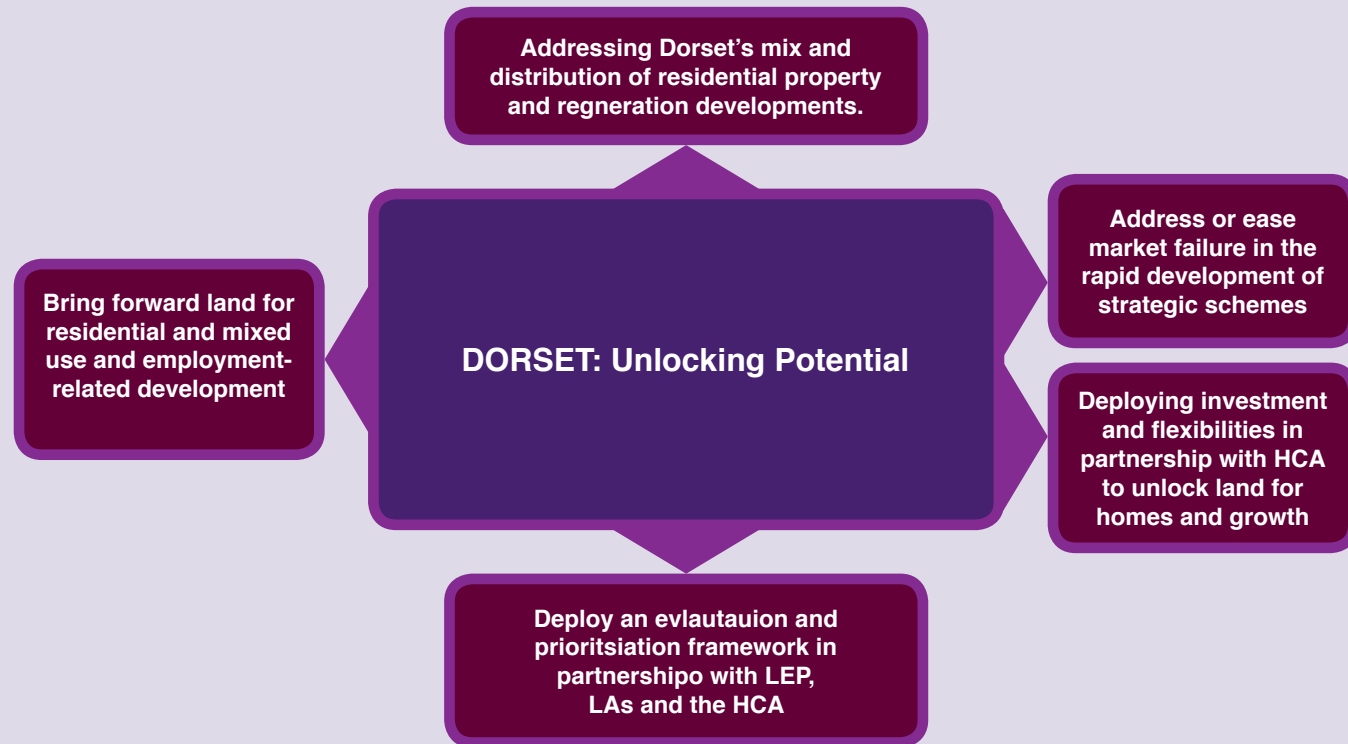 Addressing Dorset's mix and
distribution of residential property
and regneration developments.
Address or ease
market failure in the
rapid development of
strategic schemes
Bring forward land for
residential and mixed
use and employment-
related development
DORSET: Unlocking Potential
Deploying investment
and flexibilities in
partnership with HCA
to unlock land for
homes and growth
Deploy an evlautauion and
prioritsiation framework in
partnershipo with LEP,
LAs and the HCA